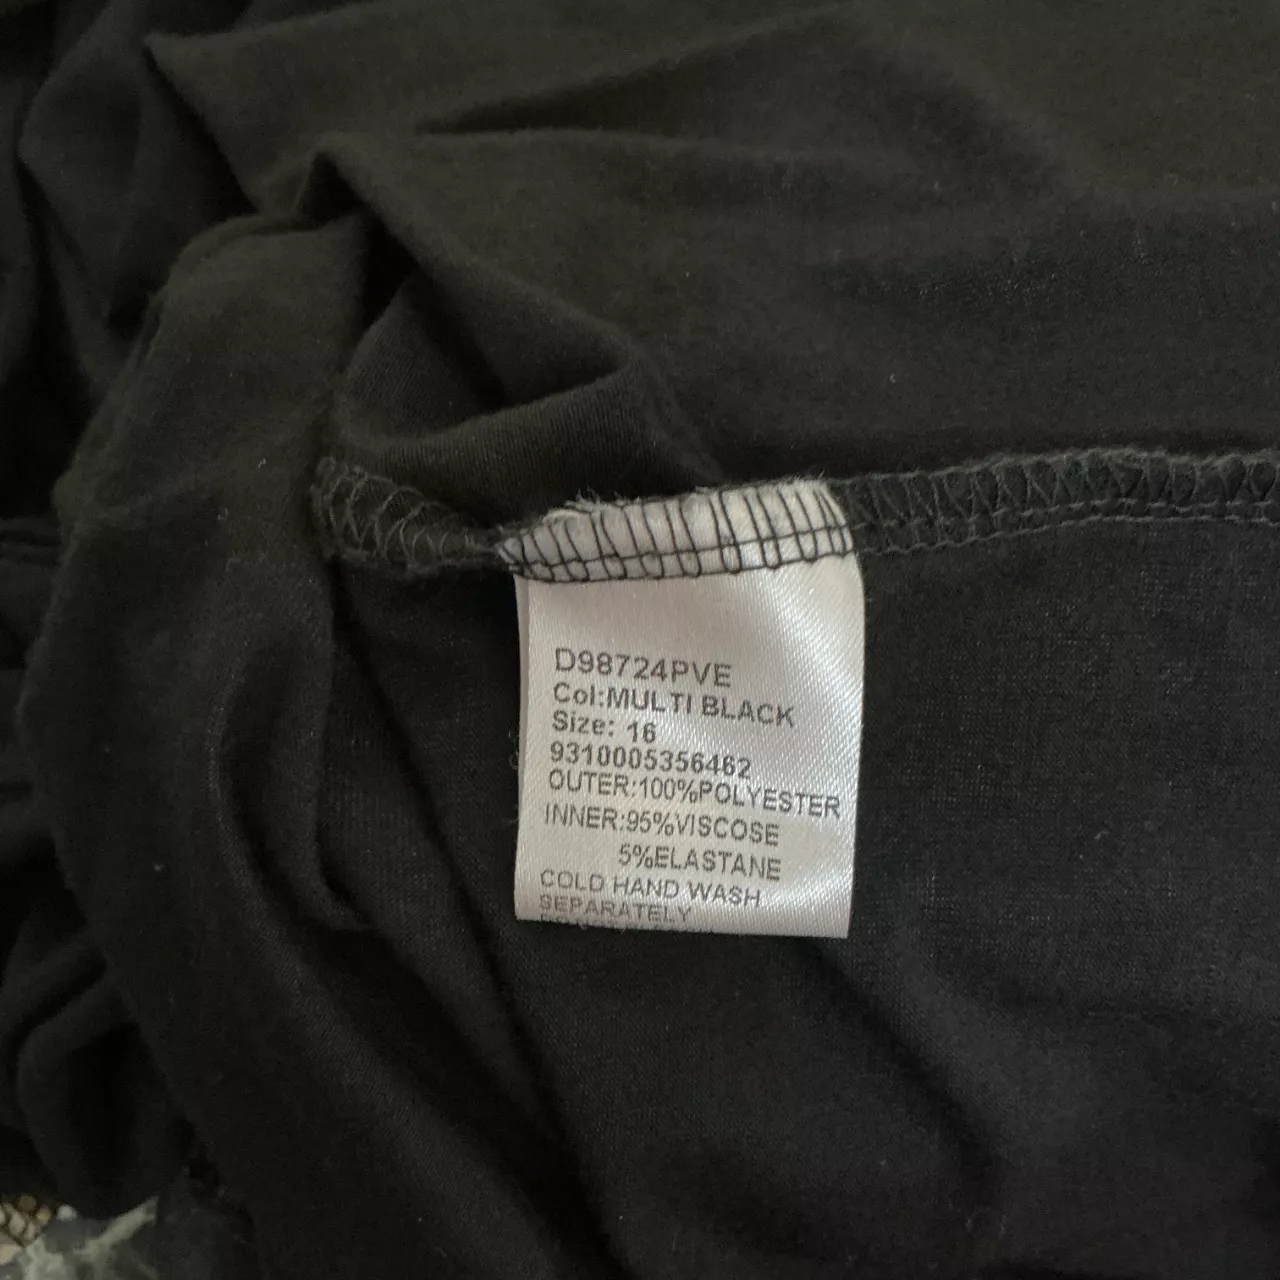 D98724PVE
Col:MULTI BLACK
Size: 16
9310005356462
OUTER:100%POLYESTER
INNER:95%VISCOSE
5%ELASTANE
COLD HAND WASH
SEPARATELY